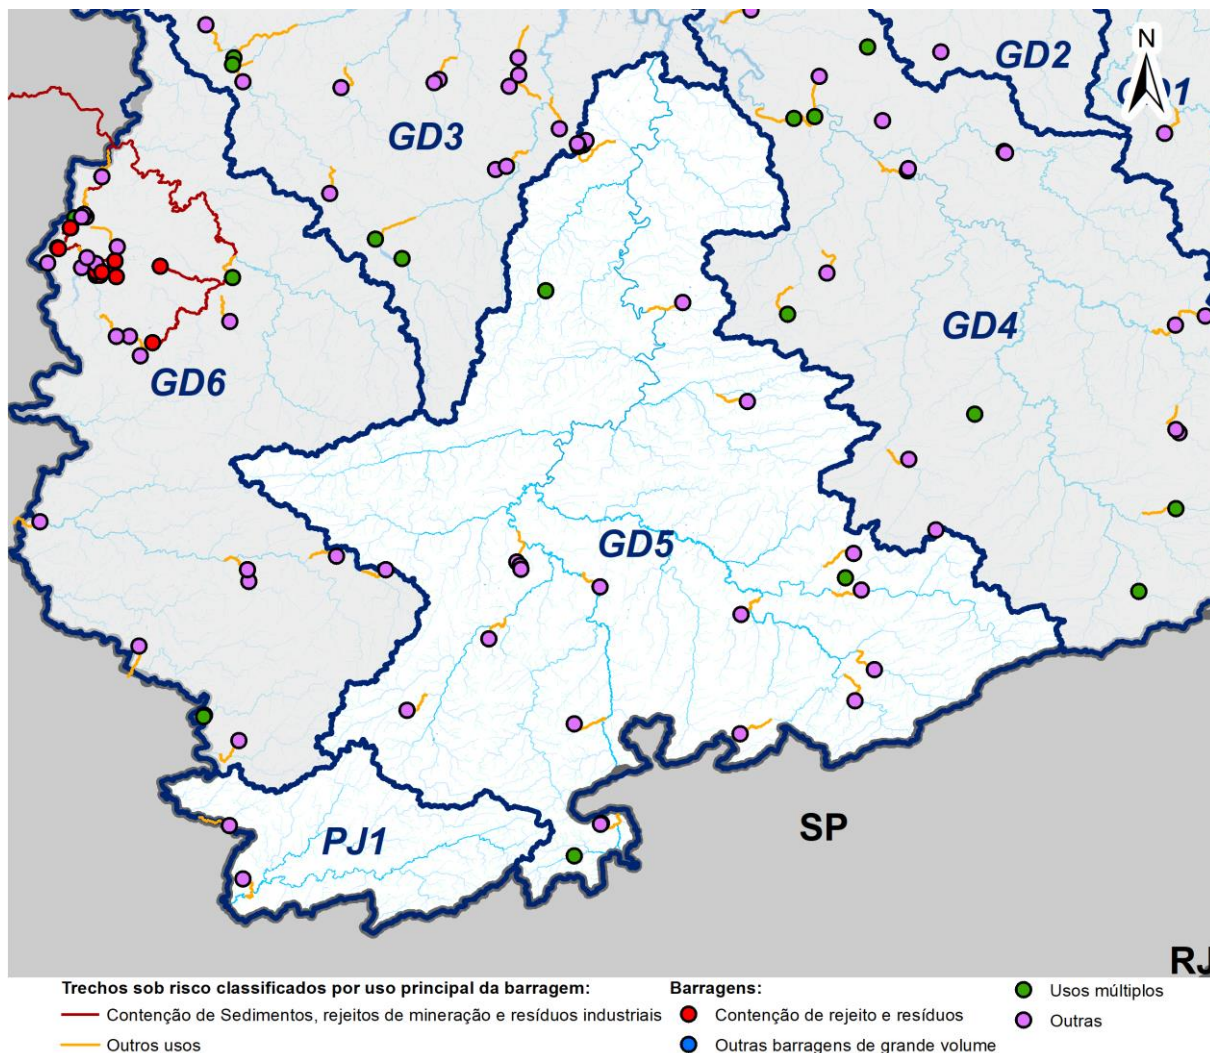 N
GD2
GD1
GD3
GD4
GD6
GD5
SP
PJ1
RJ
Trechos sob risco classificados por uso principal da barragem:
Contenção de Sedimentos, rejeitos de mineração e resíduos industriais
Outros usos
Barragens:
Contenção de rejeito e resíduos
Outras barragens de grande volume
Usos múltiplos
Outras